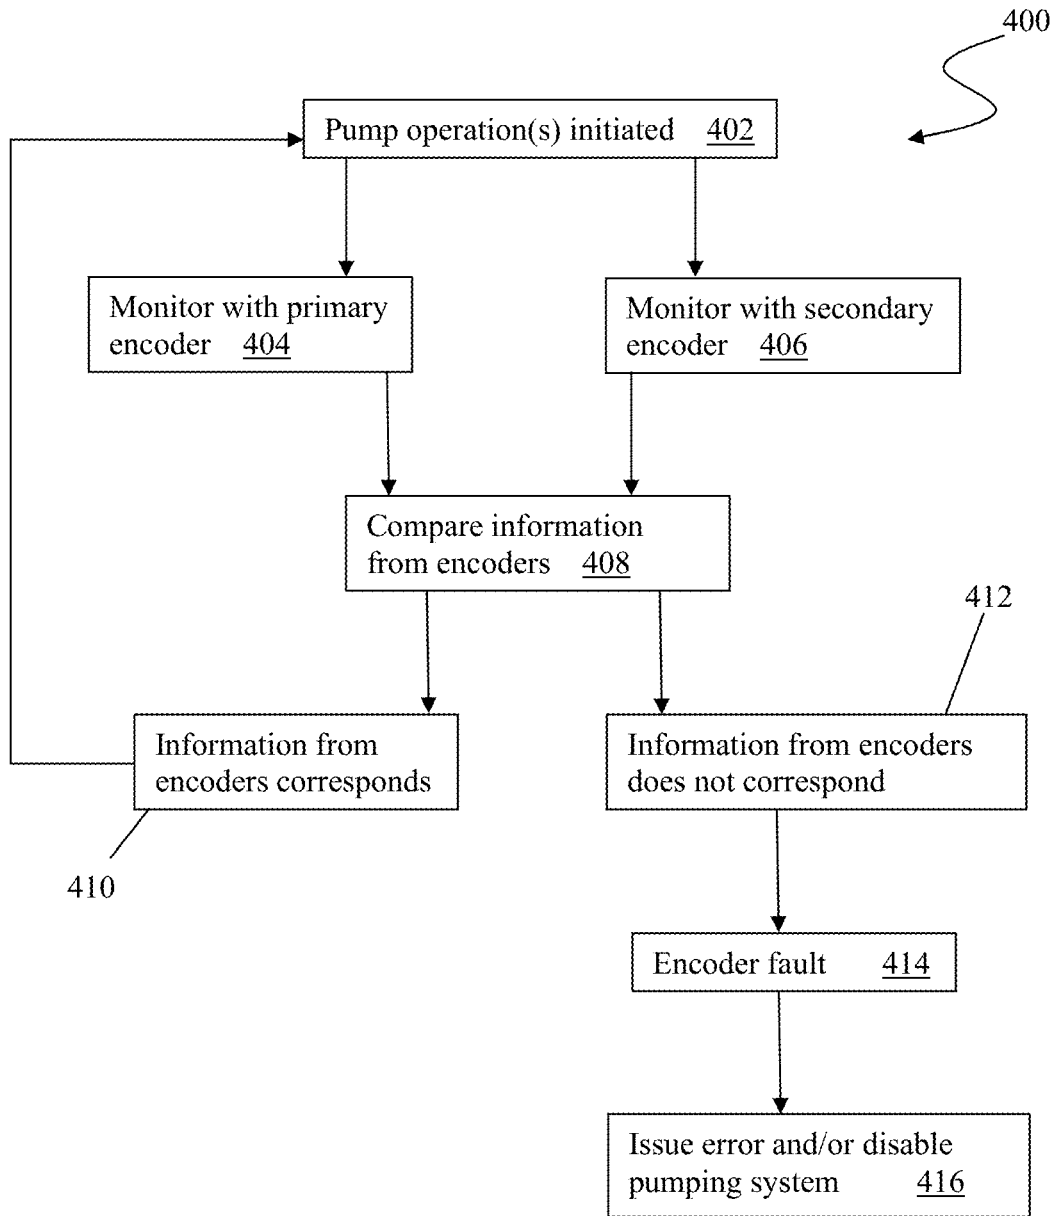 400
Pump operation(s) initiated 402
Monitor with primary
encoder 404
Monitor with secondary
encoder 406
Compare information
from encoders 408
412
Information from
encoders corresponds
Information from encoders
does not correspond
410
Encoder fault 414
Issue error and/or disable
pumping system 416